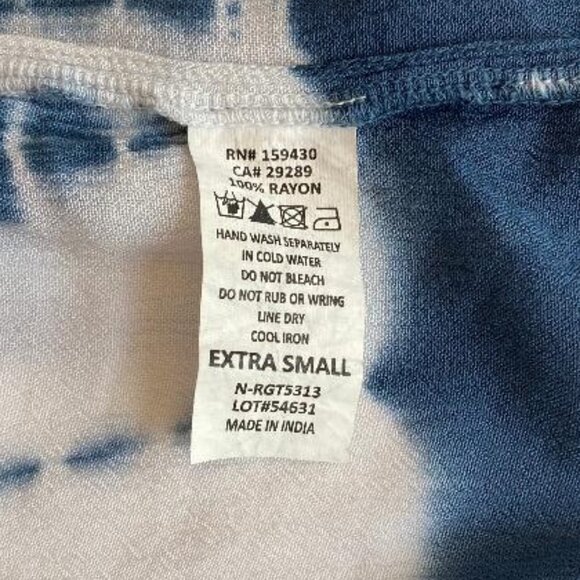 RN# 159430
CA# 29289
100% RAYON
HAND WASH SEPARATELY
IN COLD WATER
DO NOT BLEACH
DO NOT RUB OR WRING
LINE DRY
COOL IRON
EXTRA SMALL
N-RGT5313
LOT#54631
MADE IN INDIA